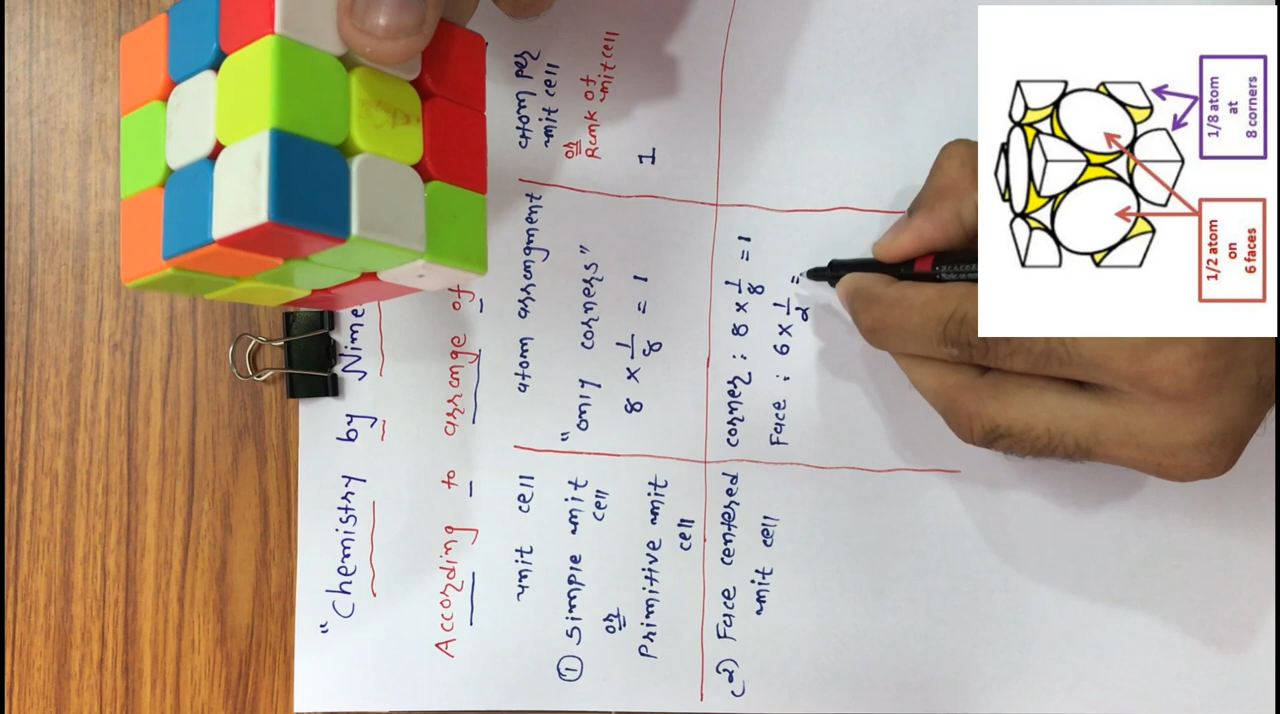 "Chemistry by Nime
According to arrange of
unit cell
atom arrangment
atom per
unit cell
or
Rank of
unit cell
① Simple unit
cell
or
Primitive unit
cell
"only corners"
8 × 1/8 = 1
1
(2) Face centered
unit cell
corner : 8 × 1/8 = 1
Face : 6 × 1/2 =
1/2 atom
on
6 faces
1/8 atom
at
8 corners